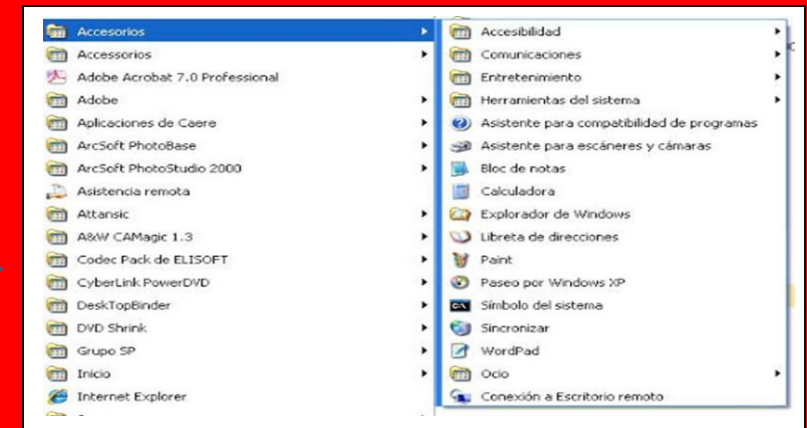 Accesorios
Accessorios
Adobe Acrobat 7.0 Professional
Adobe
Aplicaciones de Caere
ArcSoft PhotoBase
ArcSoft PhotoStudio 2000
Asistencia remota
Attansic
A&W CAMagic 1.3
Codec Pack de ELISOFT
CyberLink PowerDVD
DeskTopBinder
DVD Shrink
Grupo SP
Inicio
Internet Explorer
Accesibilidad
Comunicaciones
Entretenimiento
Herramientas del sistema
Asistente para compatibilidad de programas
Asistente para escáneres y cámaras
Bloc de notas
Calculadora
Explorador de Windows
Libreta de direcciones
Paint
Paseo por Windows XP
Símbolo del sistema
Sincronizar
WordPad
Ocio
Conexión a Escritorio remoto